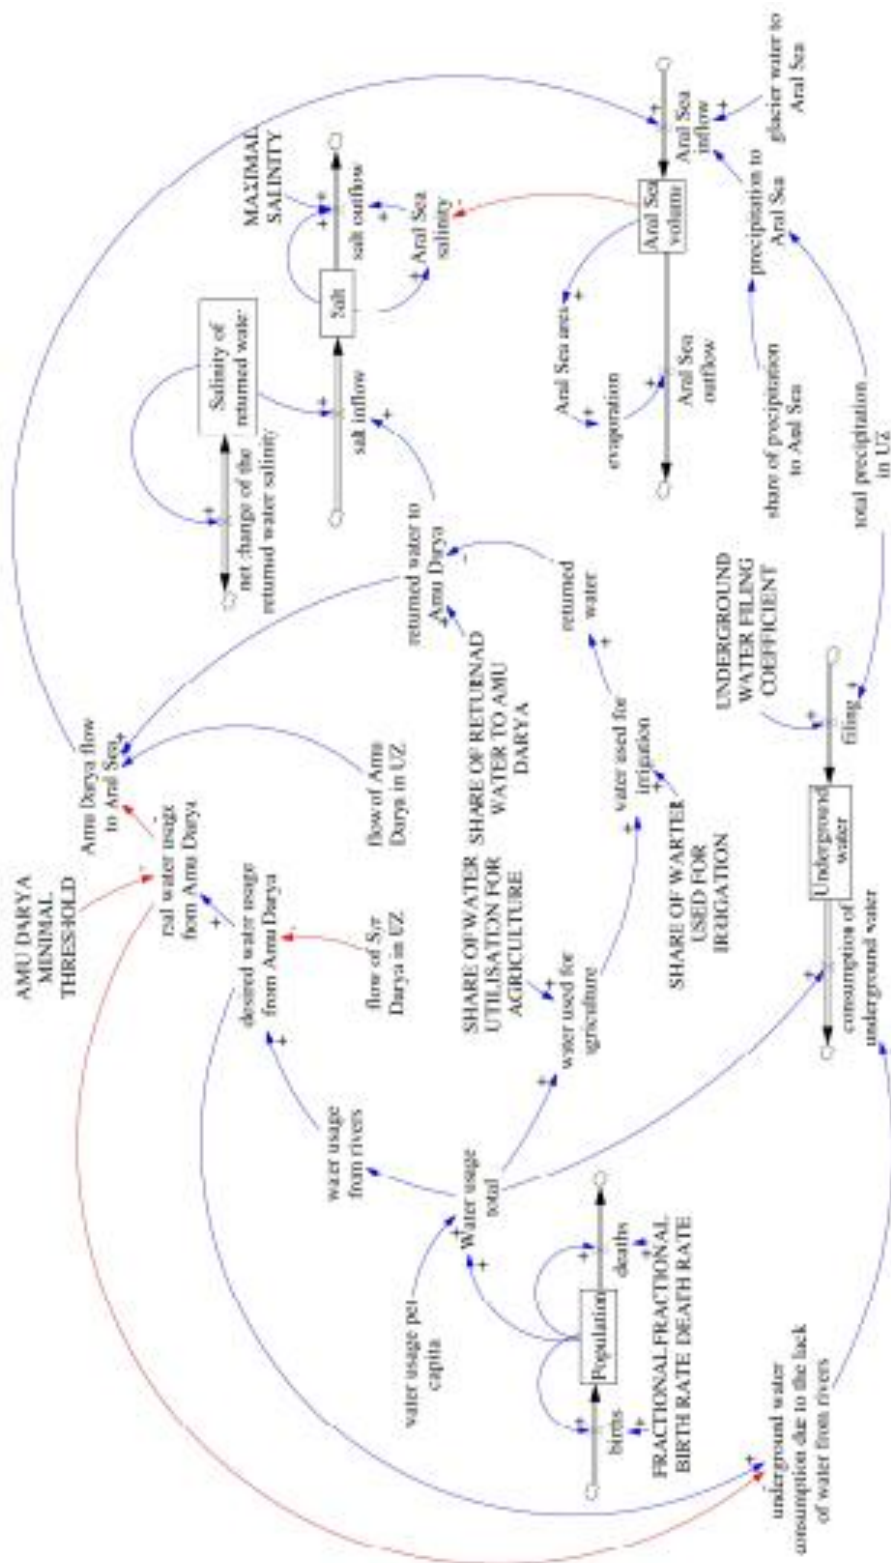 AMU DARYA
MINIMAL
THRESHOLD
Amu Darya flow
to Aral Sea
real water usage
from Amu Darya
desired water usage
from Amu Darya
flow of Syr
Darya in UZ
flow of Amu
Darya in UZ
water usage
from rivers
net change of the
returned water salinity
Salinity of
returned water
MAXIMAL
SALINITY
salt inflow
Salt
salt outflow
Aral Sea
salinity
returned water to
Amu Darya
SHARE OF RETURNAD
WATER TO AMU
DARYA
SHARE OF WATER
UTILISATION FOR
AGRICULTURE
water usage per
capita
Water usage
total
water used for
agriculture
water used for
irrigation
returned
water
SHARE OF WARTER
USED FOR
IRRIGATION
births
Population
deaths
FRACTIONAL FRACTIONAL
BIRTH RATE DEATH RATE
Aral Sea area
evaporation
Aral Sea
outflow
Aral Sea
volume
Aral Sea
inflow
glacier water to
Aral Sea
precipitation to
Aral Sea
share of precipitation
to Aral Sea
total precipitation
in UZ
UNDERGROUND
WATER FILING
COEFFICIENT
filing
Underground
water
consumption of
underground water
underground water
consumption due to the lack
of water from rivers